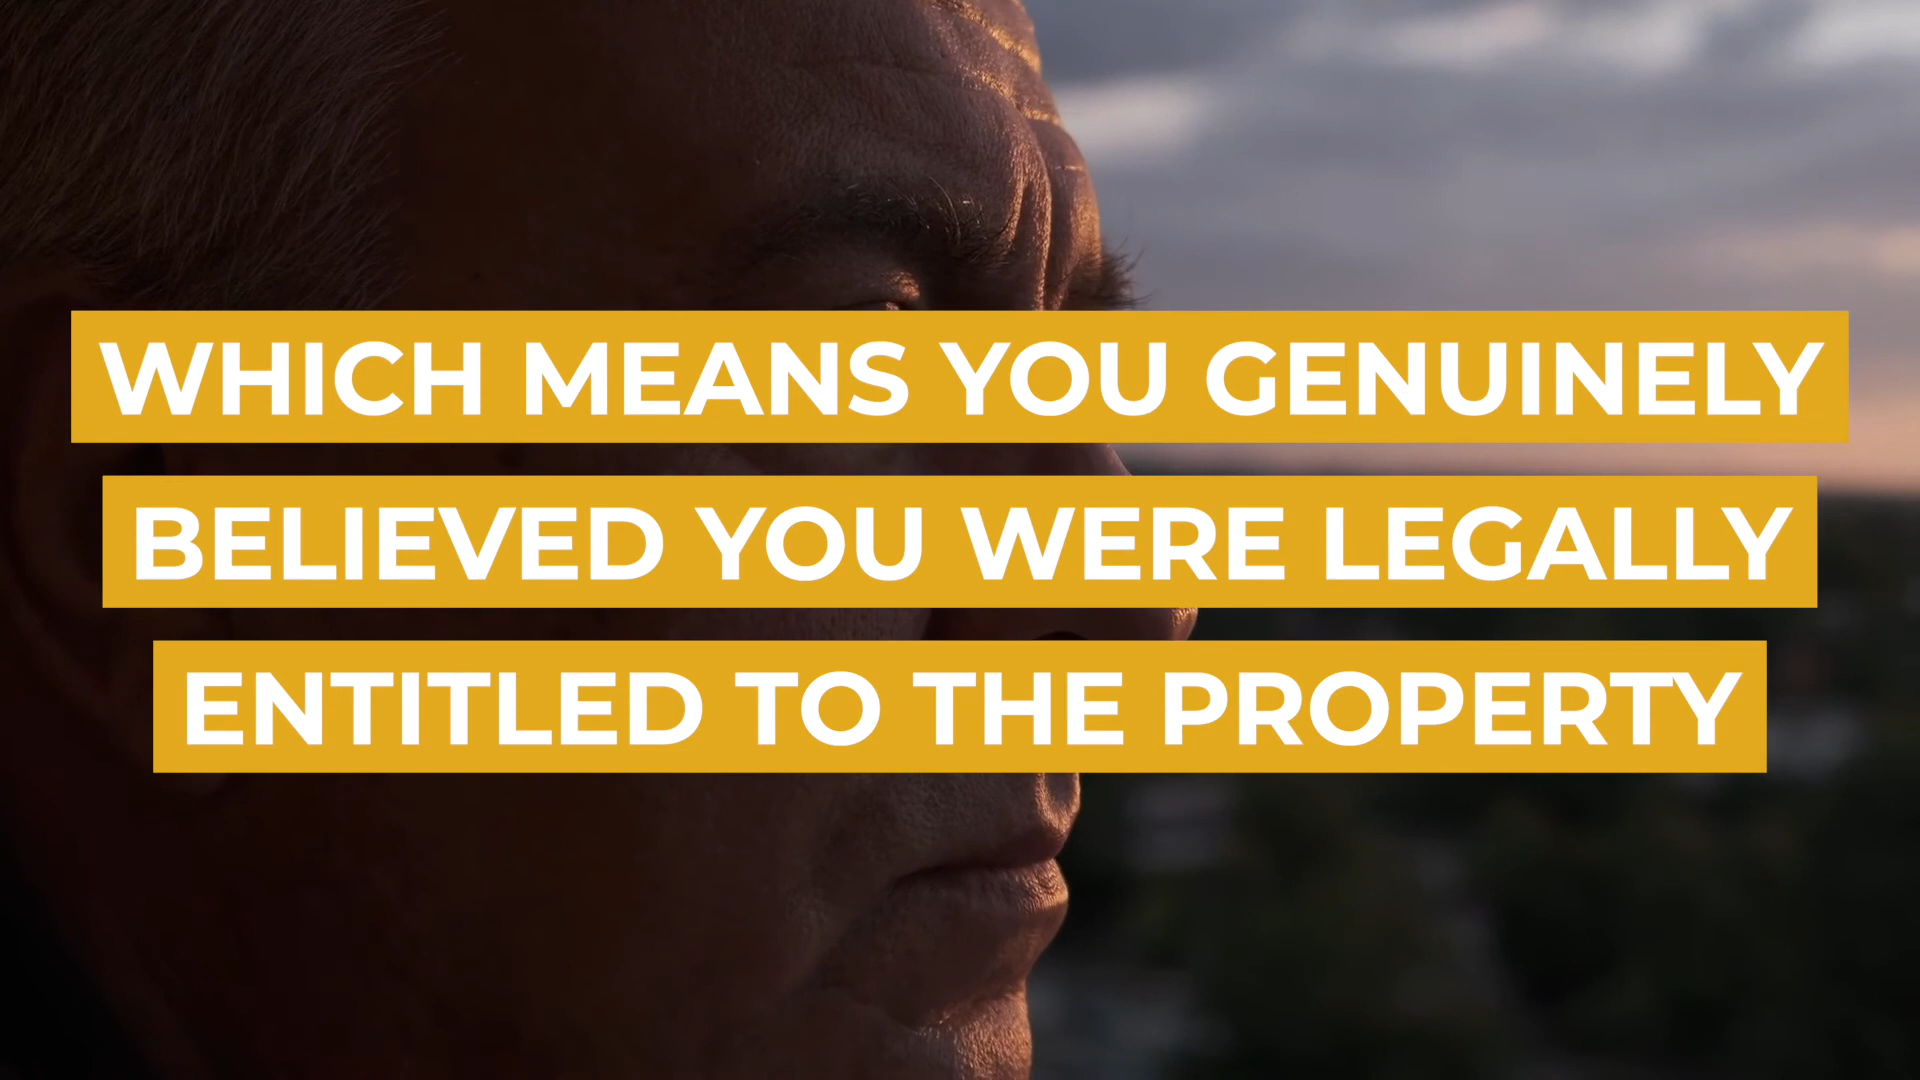 WHICH MEANS YOU GENUINELY
BELIEVED YOU WERE LEGALLY
ENTITLED TO THE PROPERTY